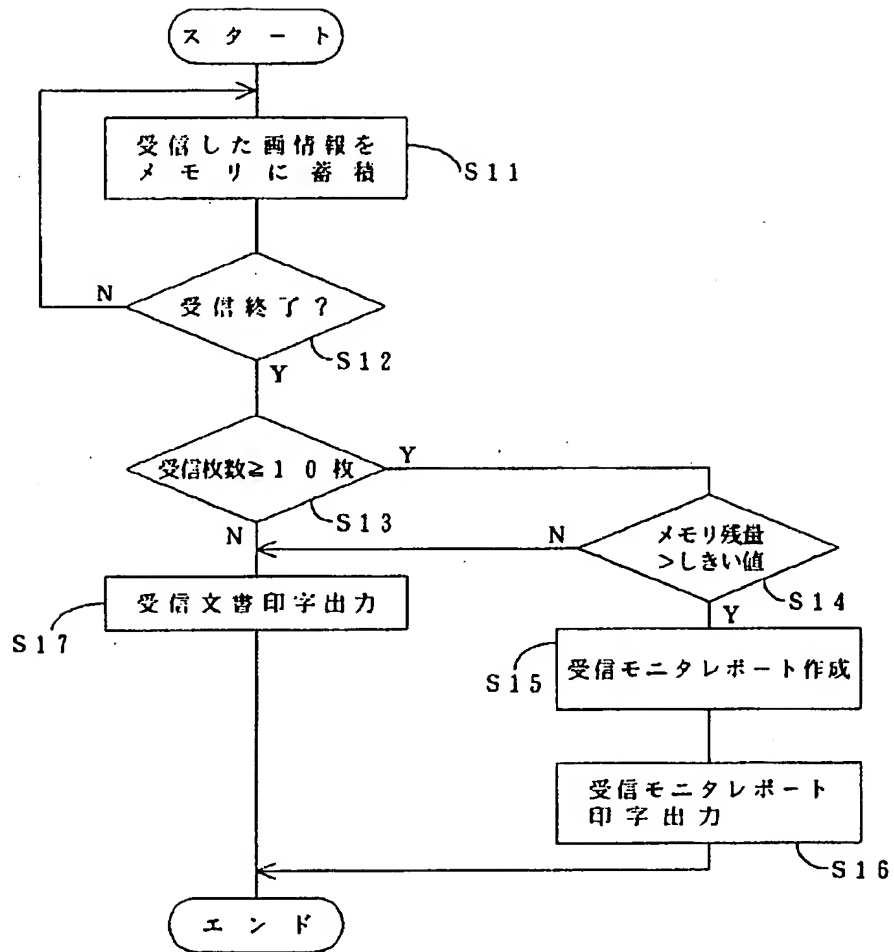 スタート
受信した画情報を
メモリに蓄積
S11
N
受信終了?
S12
Y
受信枚数≧10枚
Y
S13
N
メモリ残量
>しきい値
N
S14
Y
受信文書印字出力
S17
受信モニタレポート作成
S15
受信モニタレポート
印字出力
S16
エンド